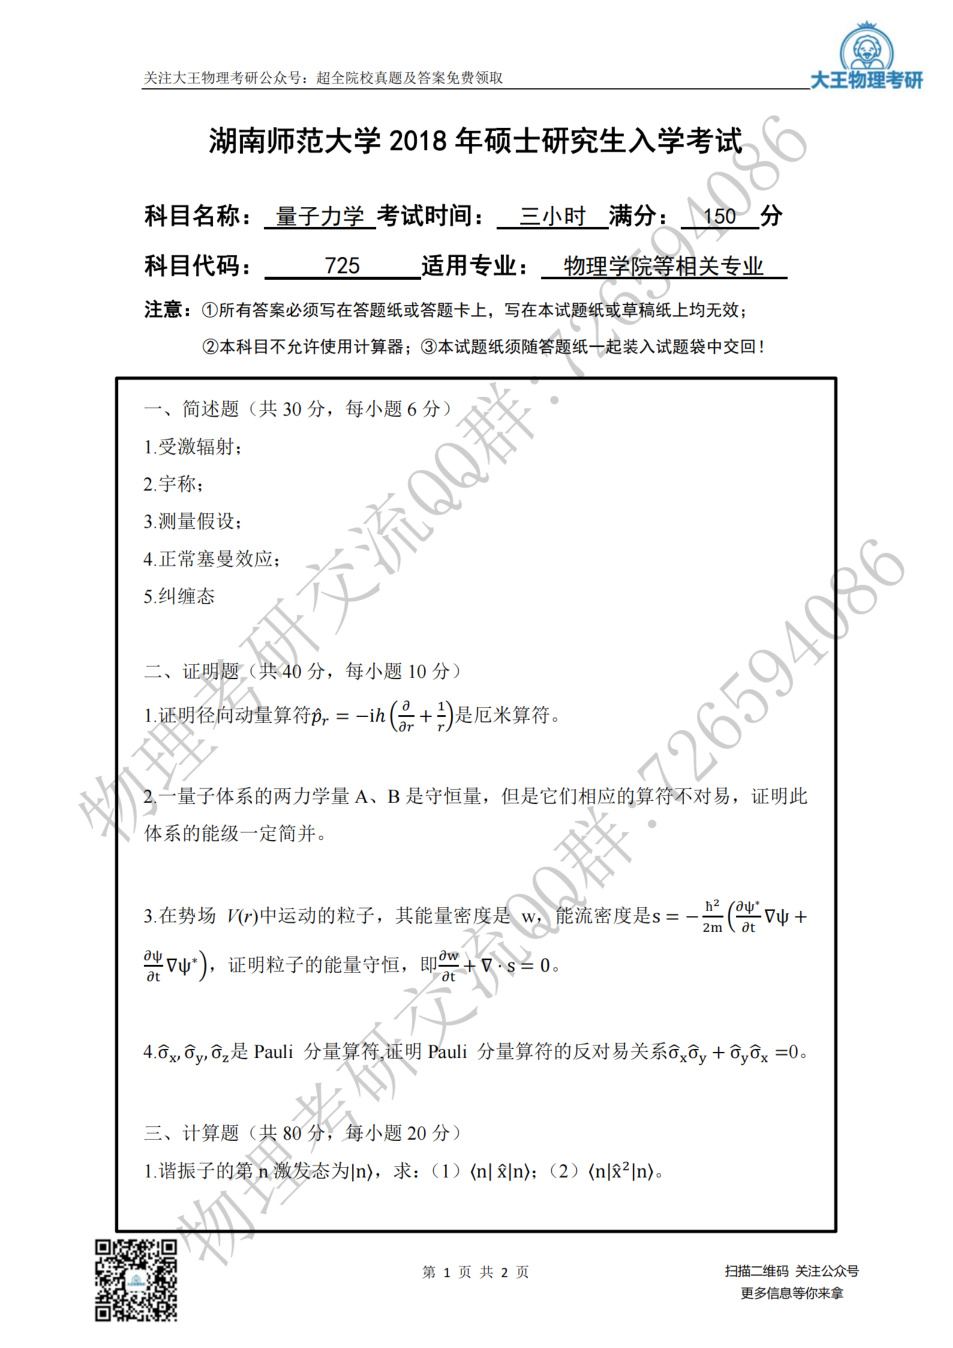 关注大王物理考研公众号：超全院校真题及答案免费领取
大王物理考研
湖南师范大学 2018 年硕士研究生入学考试
科目名称： 量子力学 考试时间： 三小时 满分： 150 分
科目代码： 725 适用专业： 物理学院等相关专业
注意：①所有答案必须写在答题纸或答题卡上，写在本试题纸或草稿纸上均无效；
②本科目不允许使用计算器；③本试题纸须随答题纸一起装入试题袋中交回！
一、简述题（共 30 分，每小题 6 分）
1.受激辐射；
2.宇称；
3.测量假设；
4.正常塞曼效应；
5.纠缠态
二、证明题（共 40 分，每小题 10 分）
1.证明径向动量算符p̂ᵣ = −iℎ(∂/∂r + 1/r)是厄米算符。
2.一量子体系的两力学量 A、B 是守恒量，但是它们相应的算符不对易，证明此
体系的能级一定简并。
3.在势场 V(r)中运动的粒子，其能量密度是 w，能流密度是s = − ħ²/2m (∂ψ*/∂t ∇ψ +
∂ψ/∂t ∇ψ*)，证明粒子的能量守恒，即∂w/∂t + ∇ · s = 0。
4.σ̂x, σ̂y, σ̂z是 Pauli 分量算符,证明 Pauli 分量算符的反对易关系σ̂xσ̂y + σ̂yσ̂x =0。
三、计算题（共 80 分，每小题 20 分）
1.谐振子的第 n 激发态为|n⟩，求：（1）⟨n| x̂|n⟩；（2）⟨n|x̂²|n⟩。
第 1 页 共 2 页
扫描二维码 关注公众号
更多信息等你来拿
物理考研交流QQ群:726594086
物理考研交流QQ群:726594086